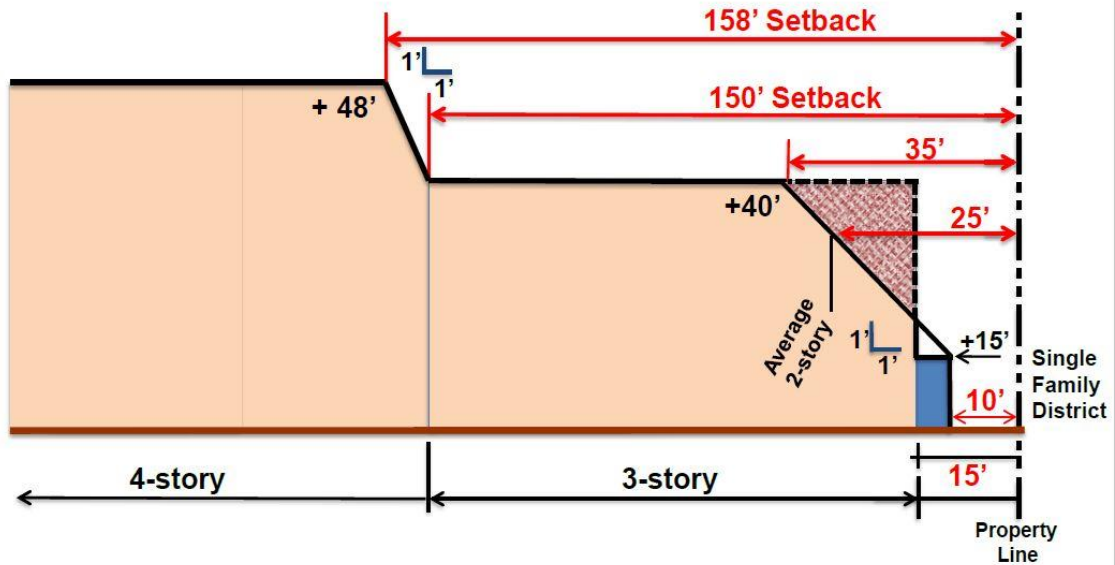 158’ Setback
1’
1’
+ 48’
150’ Setback
35’
+40’
25’
Average
2-story
1’
1’
+15’
Single
Family
District
10’
4-story
3-story
15’
Property
Line